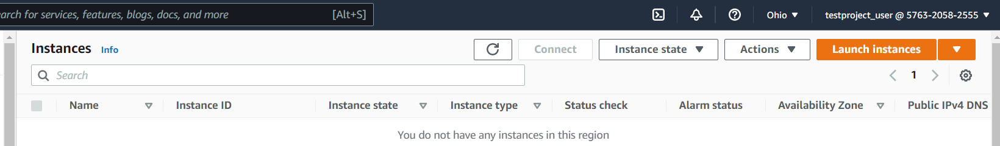 earch for services, features, blogs, docs, and more [Alt+S] Ohio testproject_user @ 5763-2058-2555
Instances Info Connect Instance state Actions Launch instances
Search 1
Name Instance ID Instance state Instance type Status check Alarm status Availability Zone Public IPv4 DNS
You do not have any instances in this region